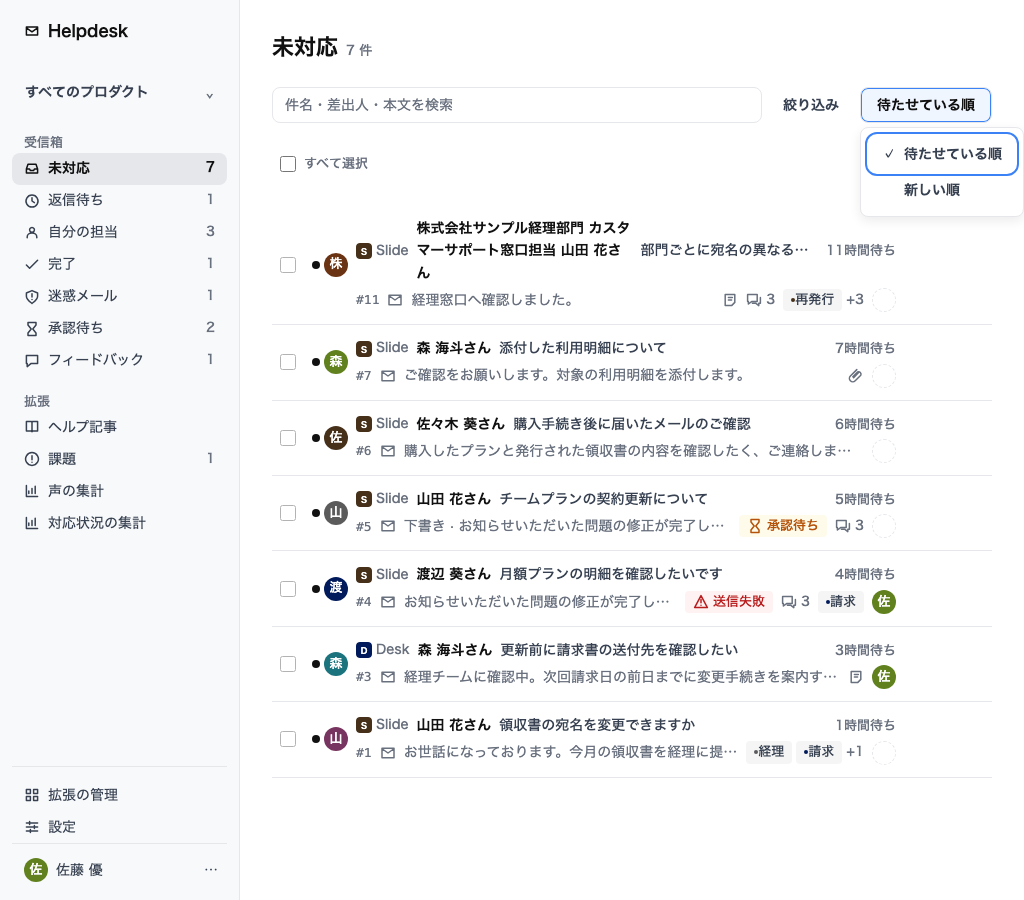 Helpdesk
すべてのプロダクト
受信箱
未対応 7
返信待ち 1
自分の担当 3
完了 1
迷惑メール 1
承認待ち 2
フィードバック 1
拡張
ヘルプ記事
課題 1
声の集計
対応状況の集計
拡張の管理
設定
佐 佐藤 優 …
未対応 7 件
件名・差出人・本文を検索 絞り込み 待たせている順
✓ 待たせている順
新しい順
すべて選択
株 S Slide 株式会社サンプル経理部門 カスタ
マーサポート窓口担当 山田 花さ
ん
部門ごとに宛名の異なる… 11時間待ち
#11 経理窓口へ確認しました。 3 •再発行 +3
森 S Slide 森 海斗さん 添付した利用明細について 7時間待ち
#7 ご確認をお願いします。対象の利用明細を添付します。
佐 S Slide 佐々木 葵さん 購入手続き後に届いたメールのご確認 6時間待ち
#6 購入したプランと発行された領収書の内容を確認したく、ご連絡しま…
山 S Slide 山田 花さん チームプランの契約更新について 5時間待ち
#5 下書き · お知らせいただいた問題の修正が完了し… 承認待ち 3
渡 S Slide 渡辺 葵さん 月額プランの明細を確認したいです 4時間待ち
#4 お知らせいただいた問題の修正が完了し… 送信失敗 3 •請求 佐
森 D Desk 森 海斗さん 更新前に請求書の送付先を確認したい 3時間待ち
#3 経理チームに確認中。次回請求日の前日までに変更手続きを案内す… 佐
山 S Slide 山田 花さん 領収書の宛名を変更できますか 1時間待ち
#1 お世話になっております。今月の領収書を経理に提… •経理 •請求 +1